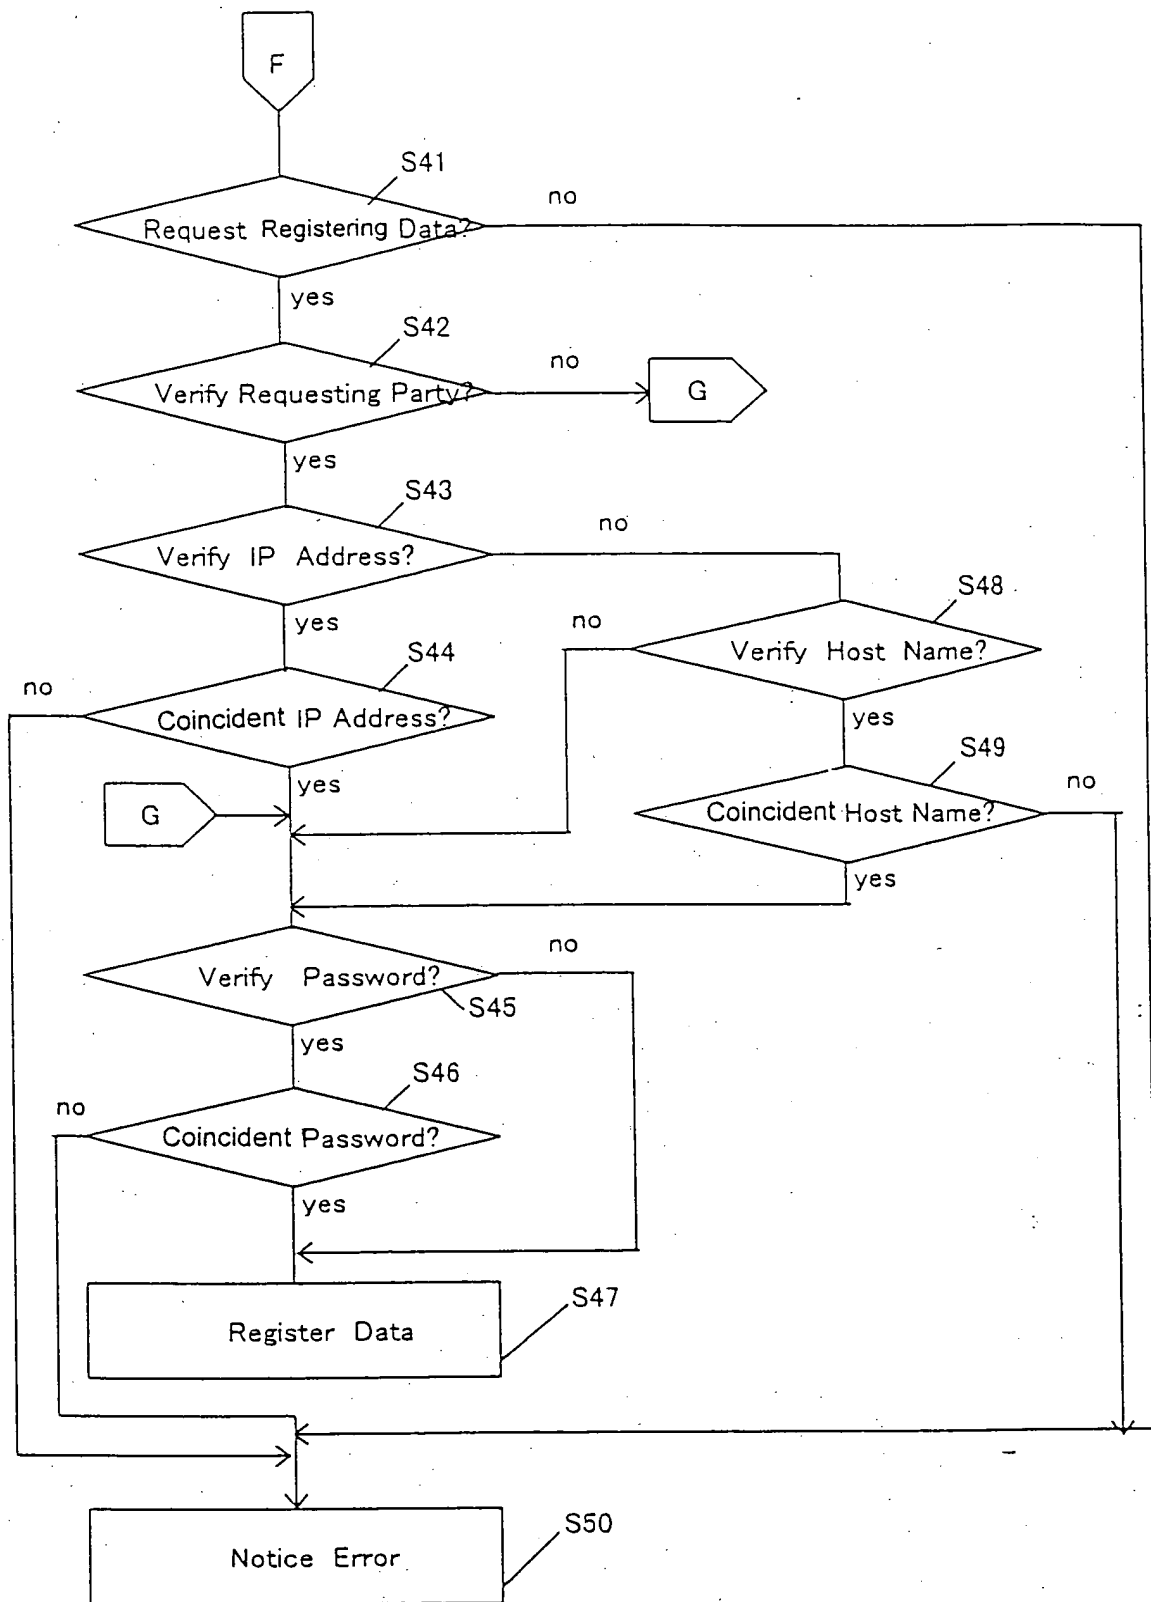 F
S41
no
Request Registering Data?
yes
S42
no
Verify Requesting Party?
G
yes
S43
no
Verify IP Address?
yes
S48
no
Verify Host Name?
S44
no
Coincident IP Address?
yes
S49
no
yes
G
Coincident Host Name?
yes
no
Verify Password?
S45
yes
S46
no
Coincident Password?
yes
S47
Register Data
S50
Notice Error